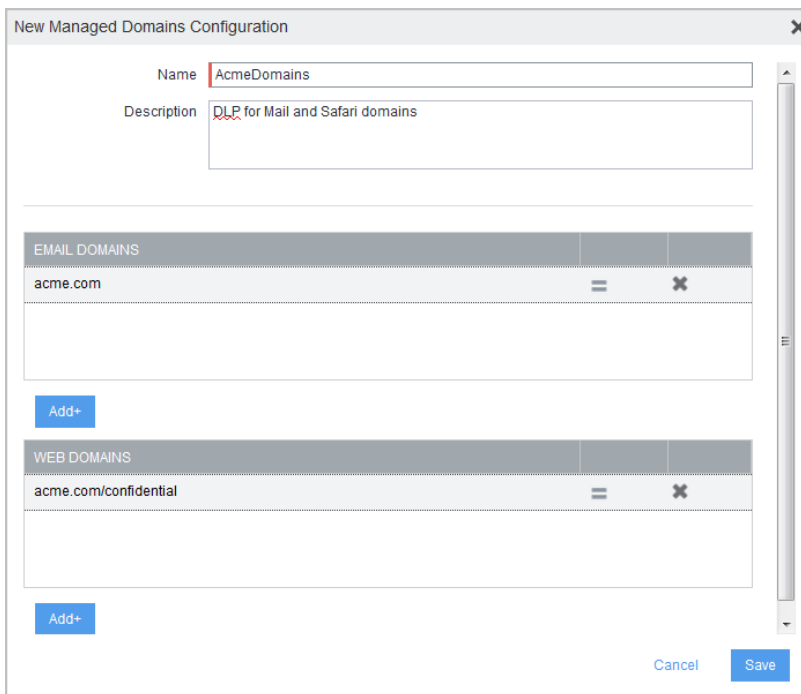 New Managed Domains Configuration
Name AcmeDomains
Description DLP for Mail and Safari domains
EMAIL DOMAINS
acme.com
Add+
WEB DOMAINS
acme.com/confidential
Add+
Cancel Save